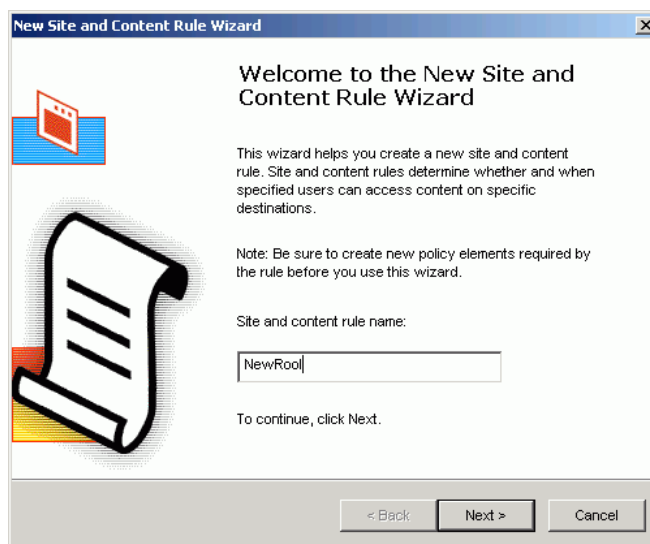 New Site and Content Rule Wizard
Welcome to the New Site and
Content Rule Wizard
This wizard helps you create a new site and content
rule. Site and content rules determine whether and when
specified users can access content on specific
destinations.
Note: Be sure to create new policy elements required by
the rule before you use this wizard.
Site and content rule name:
NewRool
To continue, click Next.
< Back
Next >
Cancel